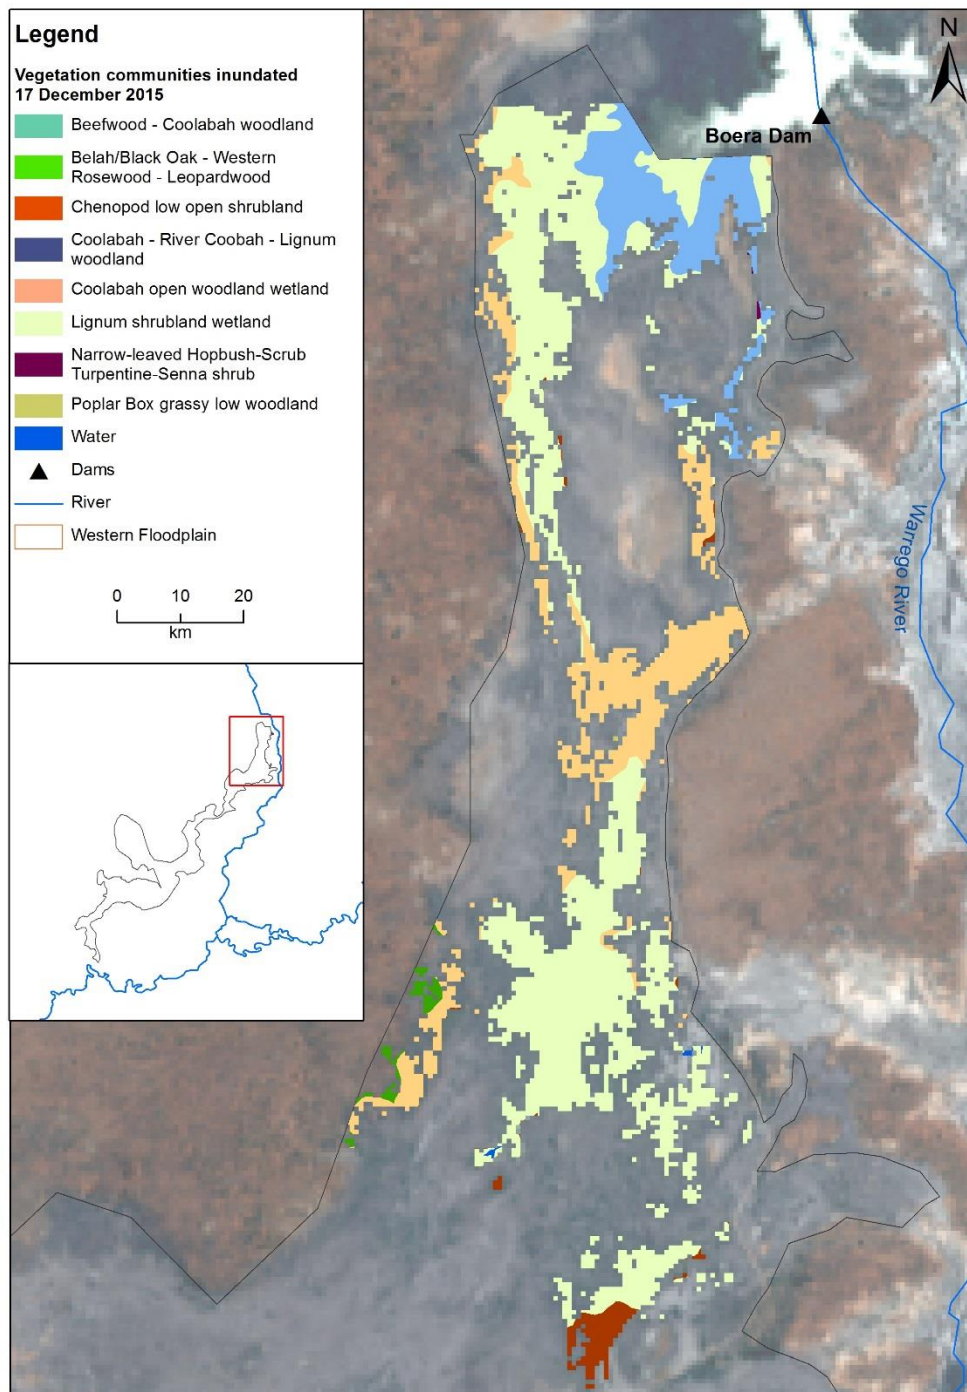 Legend
Vegetation communities inundated
17 December 2015
Beefwood - Coolabah woodland
Belah/Black Oak - Western
Rosewood - Leopardwood
Chenopod low open shrubland
Coolabah - River Coobah - Lignum
woodland
Coolabah open woodland wetland
Lignum shrubland wetland
Narrow-leaved Hopbush-Scrub
Turpentine-Senna shrub
Poplar Box grassy low woodland
Water
Dams
River
Western Floodplain
0 10 20
km
N
Boera Dam
Warrego River